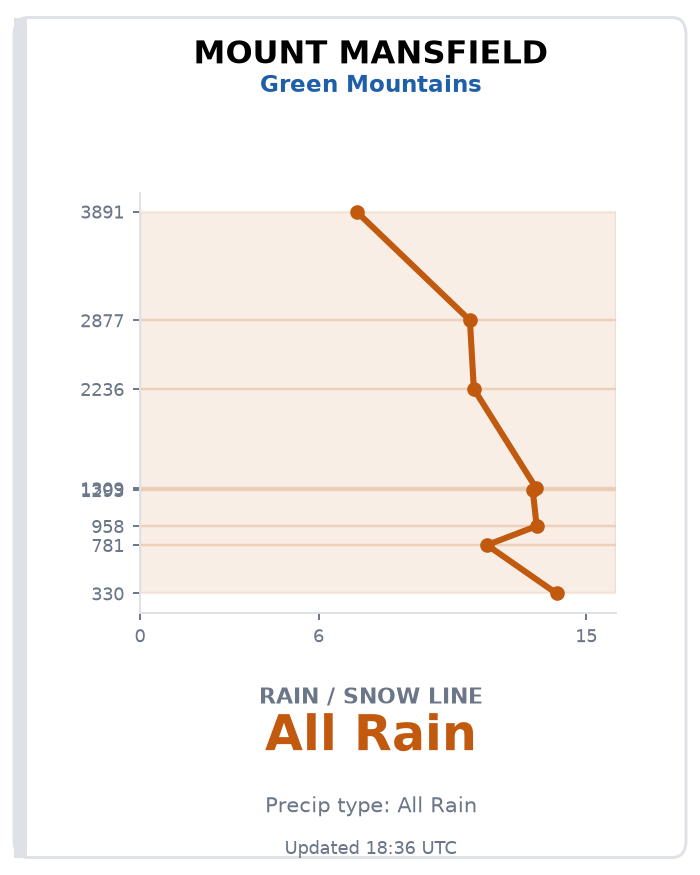 MOUNT MANSFIELD
Green Mountains
3891
2877
2236
958
781
330
0 6 15
RAIN / SNOW LINE
All Rain
Precip type: All Rain
Updated 18:36 UTC